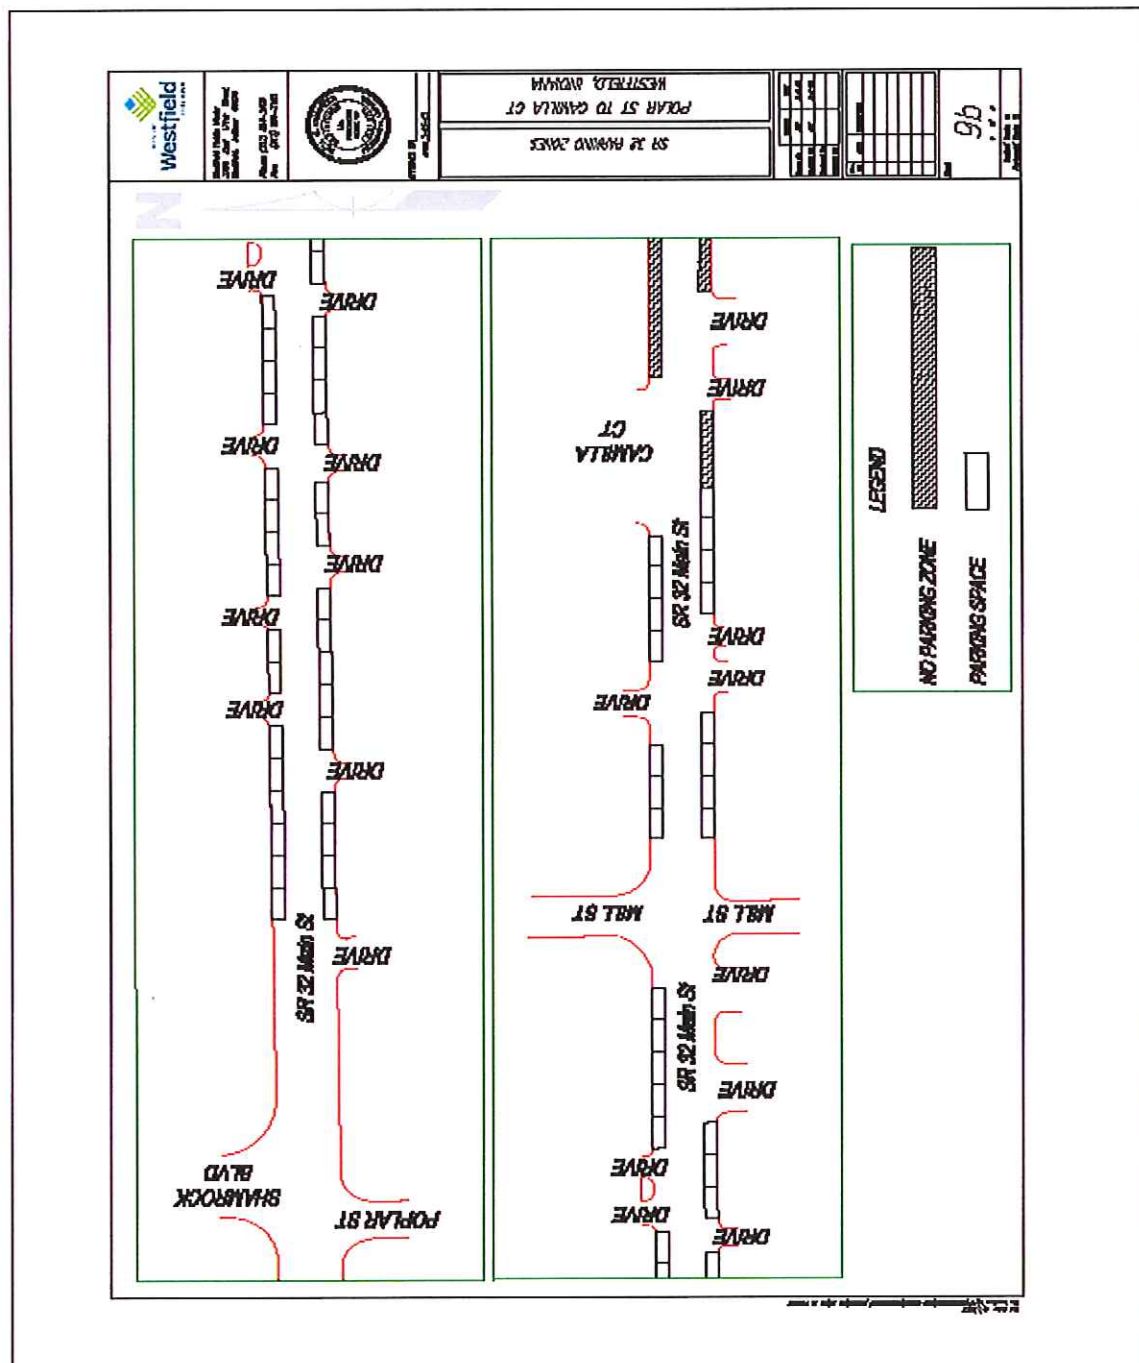 Westfield
SR 32 PARKING ZONES
POLAR ST TO CAMILLA CT
WESTFIELD, INDIANA
9b
N
DRIVE
DRIVE
DRIVE
DRIVE
DRIVE
DRIVE
DRIVE
DRIVE
DRIVE
DRIVE
SR 32 Main St
SHAMROCK
BLVD
POPLAR ST
DRIVE
DRIVE
CAMILLA
CT
SR 32 Main St
DRIVE
DRIVE
DRIVE
MILL ST
MILL ST
DRIVE
SR 32 Main St
DRIVE
DRIVE
DRIVE
DRIVE
LEGEND
NO PARKING ZONE
PARKING SPACE